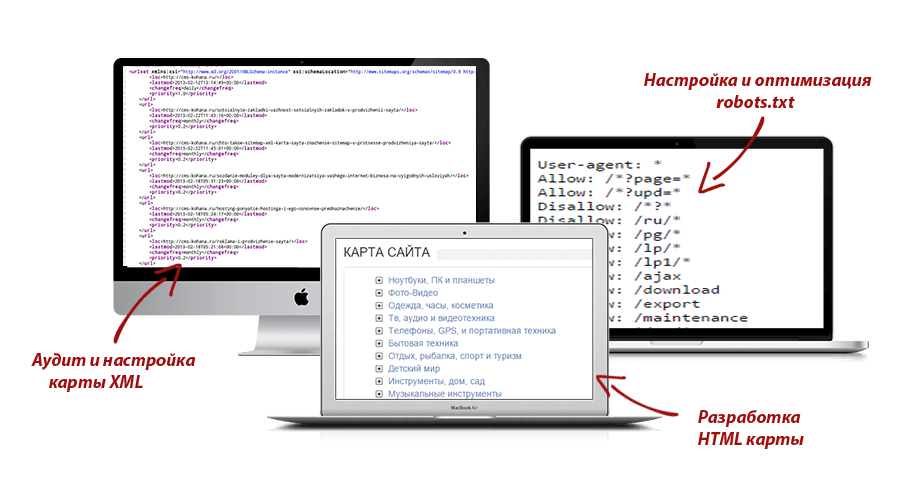 <urlset xmlns:xsi="http://www.w3.org/2001/XMLSchema-instance" xsi:schemaLocation="http://www.sitemaps.org/schemas/sitemap/0.9 htt
<url>
<loc>http://cms-kohana.ru/</loc>
<lastmod>2013-02-12T13:14:43+00:00</lastmod>
<changefreq>daily</changefreq>
<priority>1.0</priority>
</url>
<url>
<loc>http://cms-kohana.ru/sotsialnyie-zakladki-vazhnost-sotsialnyih-zakladok-v-prodvizhenii-sayta/</loc>
<lastmod>2013-02-22T11:43:16+00:00</lastmod>
<changefreq>monthly</changefreq>
<priority>0.2</priority>
</url>
<url>
<loc>http://cms-kohana.ru/chto-takoe-sitemap-xml-karta-sayta-znachenie-sitemap-v-protsesse-prodvizheniya-sayta/</loc>
<lastmod>2013-02-22T11:43:01+00:00</lastmod>
<changefreq>monthly</changefreq>
<priority>0.2</priority>
</url>
<url>
<loc>http://cms-kohana.ru/sozdanie-moduley-dlya-sayta-modernizatsiya-vashego-internet-biznesa-na-vyigodnyih-usloviyah/</loc>
<lastmod>2013-02-18T05:31:23+00:00</lastmod>
<changefreq>monthly</changefreq>
<priority>0.2</priority>
</url>
<url>
<loc>http://cms-kohana.ru/hosting-ponyatie-hostinga-i-ego-osnovnoe-prednaznachenie/</loc>
<lastmod>2013-02-18T05:24:17+00:00</lastmod>
<changefreq>monthly</changefreq>
<priority>0.2</priority>
</url>
<url>
<loc>http://cms-kohana.ru/reklama-i-prodvizhenie-sayta/</loc>
<lastmod>2013-02-18T05:21:08+00:00</lastmod>
<changefreq>monthly</changefreq>
<priority>0.2</priority>
</url>
Настройка и оптимизация
robots.txt
User-agent: *
Allow: /*?page=*
Allow: /*?upd=*
Disallow: /*?*
Disallow: /ru/*
w: /pg/*
w: /lp/*
w: /lp1/*
w: /ajax
w: /download
w: /export
w: /maintenance
КАРТА САЙТА
Ноутбуки, ПК и планшеты
Фото-Видео
Одежда, часы, косметика
Тв, аудио и видеотехника
Телефоны, GPS, и портативная техника
Бытовая техника
Отдых, рыбалка, спорт и туризм
Детский мир
Инструменты, дом, сад
Музыкальные инструменты
MacBook Air
Аудит и настройка
карты XML
Разработка
HTML карты